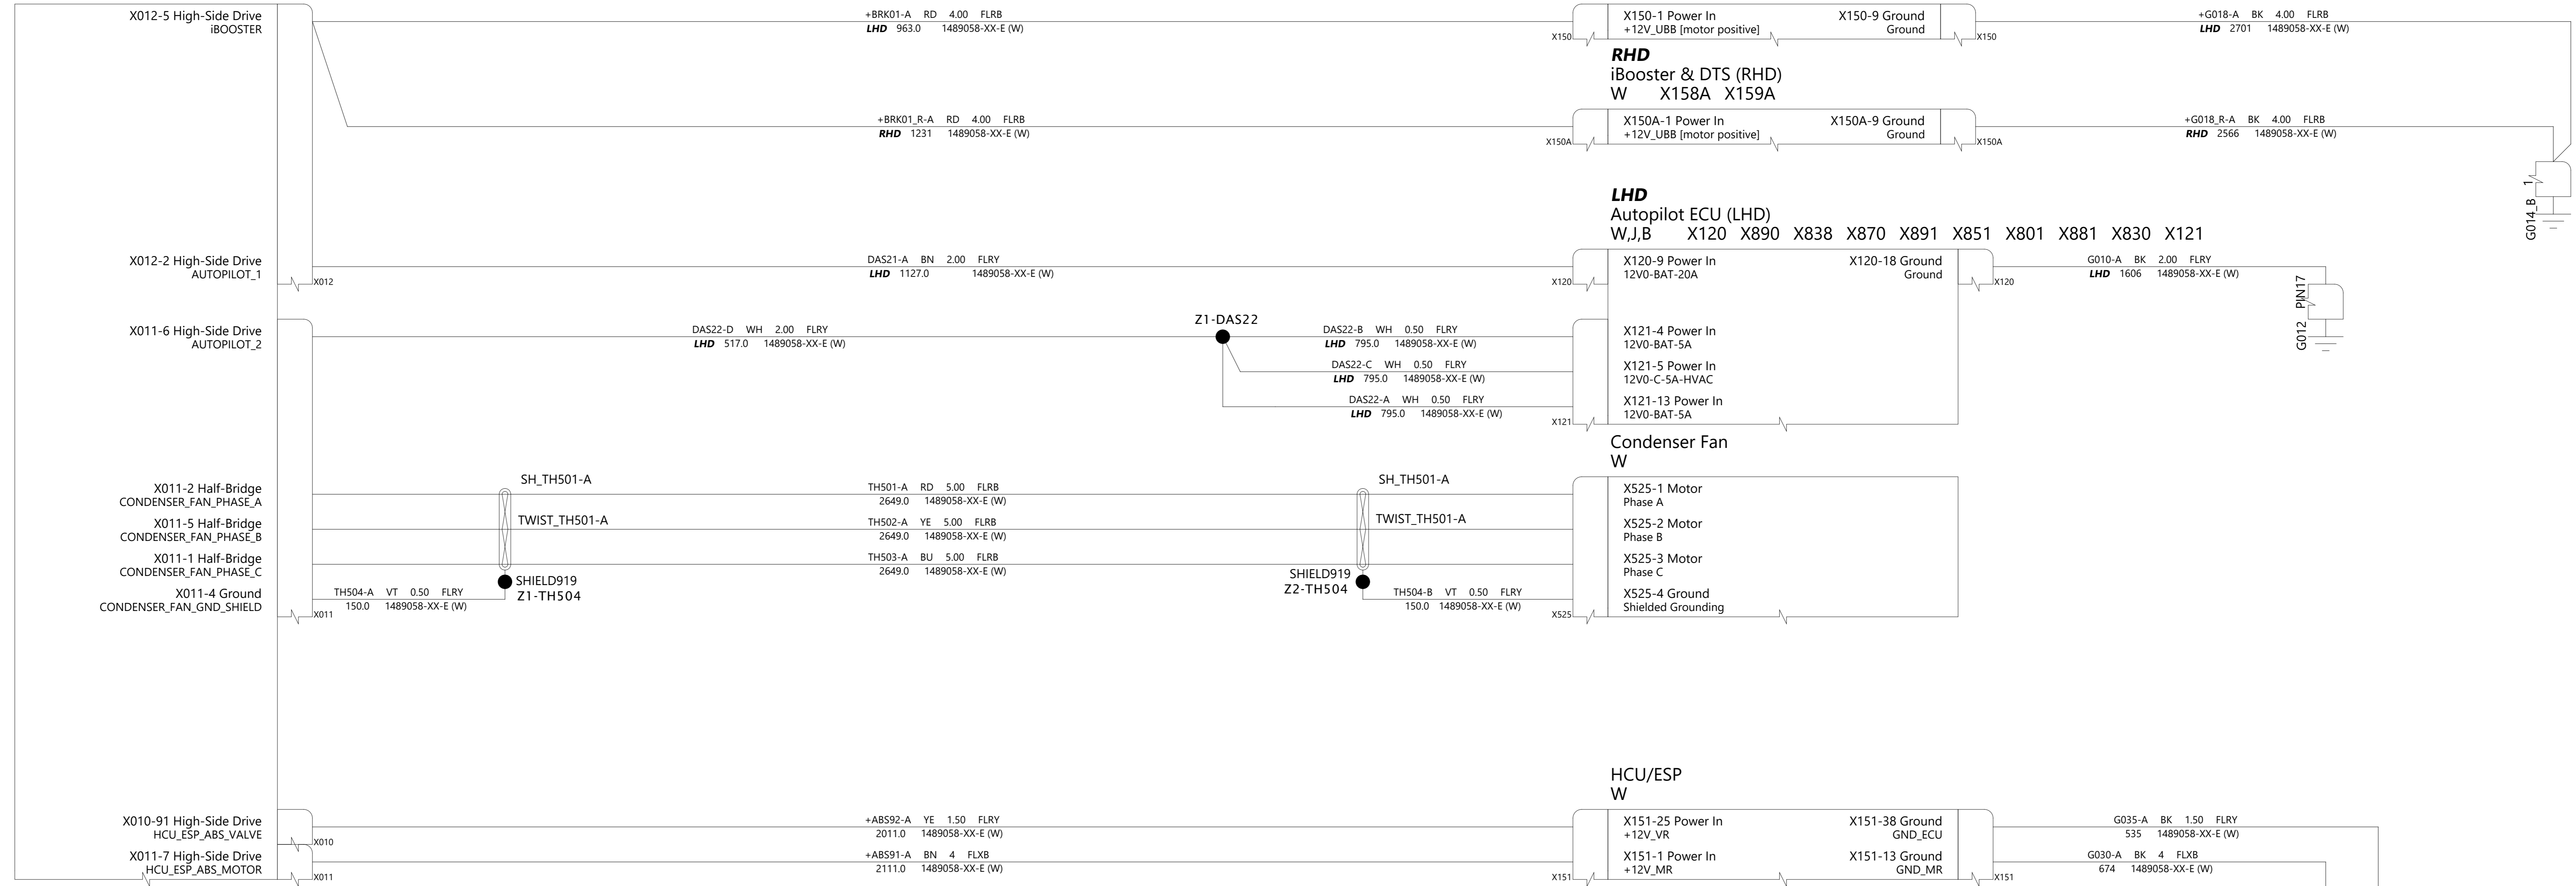 X012-5 High-Side Drive
iBOOSTER
+BRK01-A RD 4.00 FLRB
LHD 963.0 1489058-XX-E (W)
X150
X150-1 Power In
+12V_UBB [motor positive]
X150-9 Ground
Ground
X150
+G018-A BK 4.00 FLRB
LHD 2701 1489058-XX-E (W)
RHD
iBooster & DTS (RHD)
W X158A X159A
+BRK01_R-A RD 4.00 FLRB
RHD 1231 1489058-XX-E (W)
X150A
X150A-1 Power In
+12V_UBB [motor positive]
X150A-9 Ground
Ground
X150A
+G018_R-A BK 4.00 FLRB
RHD 2566 1489058-XX-E (W)
G014_B 1
LHD
Autopilot ECU (LHD)
W,J,B X120 X890 X838 X870 X891 X851 X801 X881 X830 X121
X012-2 High-Side Drive
AUTOPILOT_1
X012
DAS21-A BN 2.00 FLRY
LHD 1127.0 1489058-XX-E (W)
X120
X120-9 Power In
12V0-BAT-20A
X120-18 Ground
Ground
X120
G010-A BK 2.00 FLRY
LHD 1606 1489058-XX-E (W)
G012 PIN17
X011-6 High-Side Drive
AUTOPILOT_2
DAS22-D WH 2.00 FLRY
LHD 517.0 1489058-XX-E (W)
Z1-DAS22
DAS22-B WH 0.50 FLRY
LHD 795.0 1489058-XX-E (W)
X121-4 Power In
12V0-BAT-5A
DAS22-C WH 0.50 FLRY
LHD 795.0 1489058-XX-E (W)
X121-5 Power In
12V0-C-5A-HVAC
DAS22-A WH 0.50 FLRY
LHD 795.0 1489058-XX-E (W)
X121-13 Power In
12V0-BAT-5A
X121
Condenser Fan
W
SH_TH501-A
SH_TH501-A
X011-2 Half-Bridge
CONDENSER_FAN_PHASE_A
TH501-A RD 5.00 FLRB
2649.0 1489058-XX-E (W)
X525-1 Motor
Phase A
TWIST_TH501-A
TWIST_TH501-A
X011-5 Half-Bridge
CONDENSER_FAN_PHASE_B
TH502-A YE 5.00 FLRB
2649.0 1489058-XX-E (W)
X525-2 Motor
Phase B
X011-1 Half-Bridge
CONDENSER_FAN_PHASE_C
TH503-A BU 5.00 FLRB
2649.0 1489058-XX-E (W)
X525-3 Motor
Phase C
SHIELD919
Z1-TH504
SHIELD919
Z2-TH504
X011-4 Ground
CONDENSER_FAN_GND_SHIELD
X011
TH504-A VT 0.50 FLRY
150.0 1489058-XX-E (W)
TH504-B VT 0.50 FLRY
150.0 1489058-XX-E (W)
X525
X525-4 Ground
Shielded Grounding
HCU/ESP
W
X010-91 High-Side Drive
HCU_ESP_ABS_VALVE
X010
+ABS92-A YE 1.50 FLRY
2011.0 1489058-XX-E (W)
X151-25 Power In
+12V_VR
X151-38 Ground
GND_ECU
G035-A BK 1.50 FLRY
535 1489058-XX-E (W)
X011-7 High-Side Drive
HCU_ESP_ABS_MOTOR
X011
+ABS91-A BN 4 FLXB
2111.0 1489058-XX-E (W)
X151
X151-1 Power In
+12V_MR
X151-13 Ground
GND_MR
X151
G030-A BK 4 FLXB
674 1489058-XX-E (W)